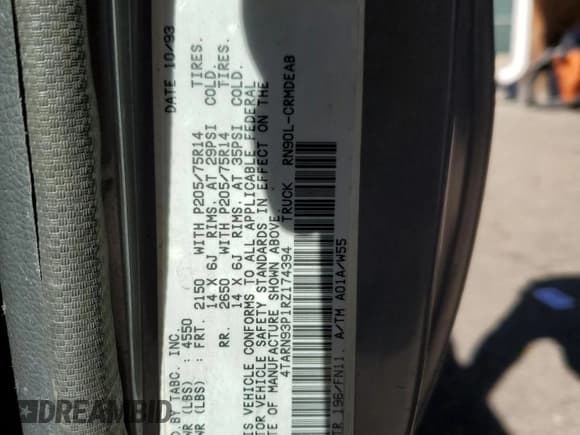 DATE 10/93
D BY TABC, INC.
WR (LBS) : 4550
WR (LBS) : FRT. 2150 WITH P205/75R14 TIRES.
14 X 6J RIMS. AT 29PSI COLD.
RR. 2650 WITH P205/75R14 TIRES.
14 X 6J RIMS. AT 35PSI COLD.
IS VEHICLE CONFORMS TO ALL APPLICABLE FEDERAL
OTOR VEHICLE SAFETY STANDARDS IN EFFECT ON THE
TE OF MANUFACTURE SHOWN ABOVE.
4TARN93P1RZ174394 TRUCK RN90L-CRMDEAB
TR 196/FN11. A/TM A01A/W55
© autobidmaster